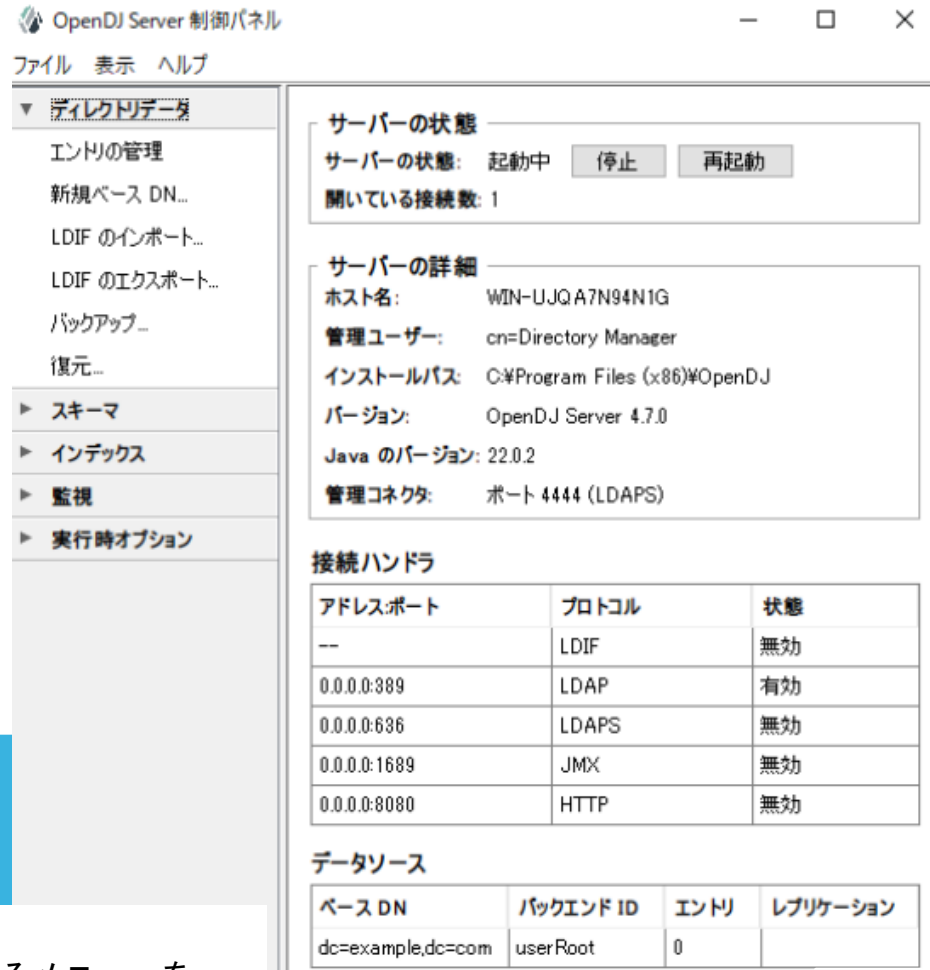 OpenDJ Server 制御パネル
ファイル 表示 ヘルプ
ディレクトリデータ
エントリの管理
新規ベース DN...
LDIF のインポート...
LDIF のエクスポート...
バックアップ...
復元...
スキーマ
インデックス
監視
実行時オプション
サーバーの状態
サーバーの状態: 起動中 停止 再起動
開いている接続数: 1
サーバーの詳細
ホスト名: WIN-UJQA7N94N1G
管理ユーザー: cn=Directory Manager
インストールパス: C:¥Program Files (x86)¥OpenDJ
バージョン: OpenDJ Server 4.7.0
Java のバージョン: 22.0.2
管理コネクタ: ポート 4444 (LDAPS)
接続ハンドラ
アドレス:ポート プロトコル 状態
-- LDIF 無効
0.0.0.0:389 LDAP 有効
0.0.0.0:636 LDAPS 無効
0.0.0.0:1689 JMX 無効
0.0.0.0:8080 HTTP 無効
データソース
ベース DN バックエンド ID エントリ レプリケーション
dc=example,dc=com userRoot 0